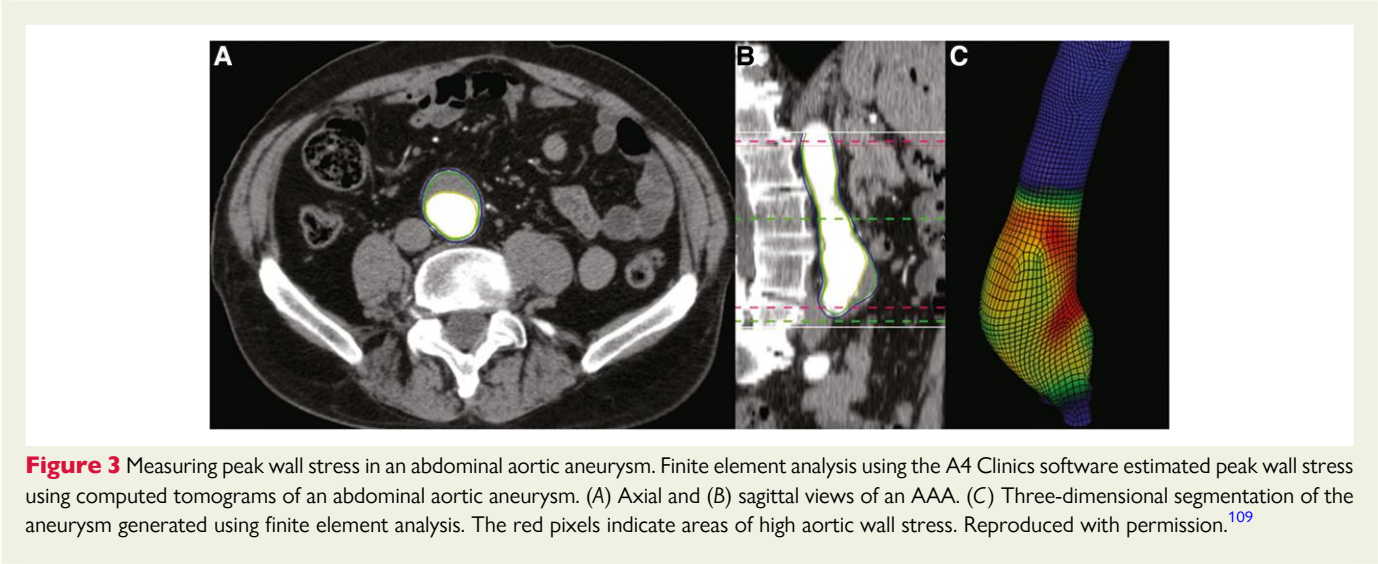 A
B
C
Figure 3 Measuring peak wall stress in an abdominal aortic aneurysm. Finite element analysis using the A4 Clinics software estimated peak wall stress
using computed tomograms of an abdominal aortic aneurysm. (A) Axial and (B) sagittal views of an AAA. (C) Three-dimensional segmentation of the
aneurysm generated using finite element analysis. The red pixels indicate areas of high aortic wall stress. Reproduced with permission.109